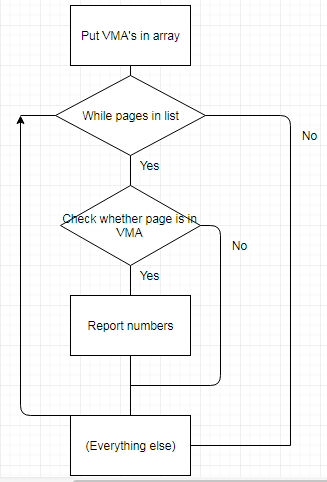 Put VMA's in array
While pages in list
No
Yes
Check whether page is in
VMA
No
Yes
Report numbers
(Everything else)